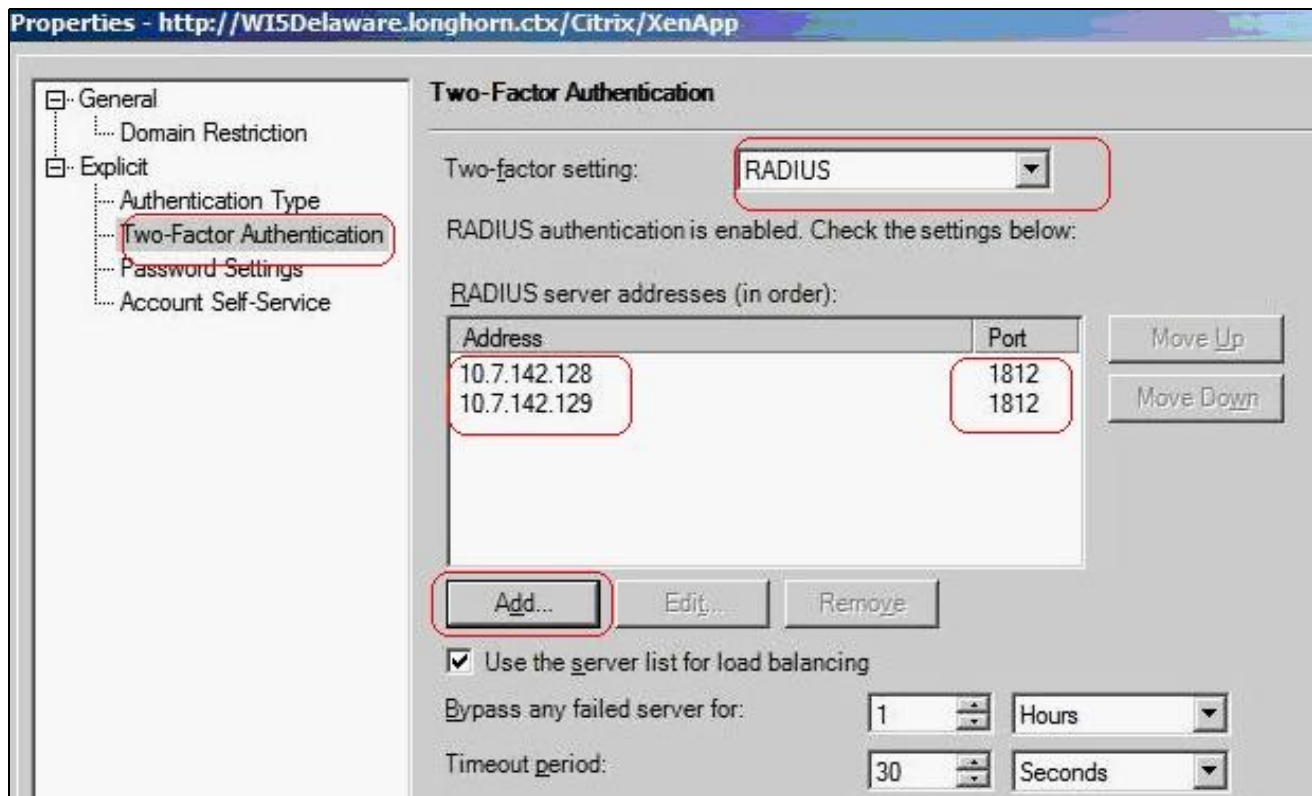 Properties - http://WI5Delaware.longhorn.ctx/Citrix/XenApp
General
Domain Restriction
Explicit
Authentication Type
Two-Factor Authentication
Password Settings
Account Self-Service
Two-Factor Authentication
Two-factor setting: RADIUS
RADIUS authentication is enabled. Check the settings below:
RADIUS server addresses (in order):
Address Port
10.7.142.128 1812
10.7.142.129 1812
Move Up
Move Down
Add... Edit... Remove
Use the server list for load balancing
Bypass any failed server for: 1 Hours
Timeout period: 30 Seconds